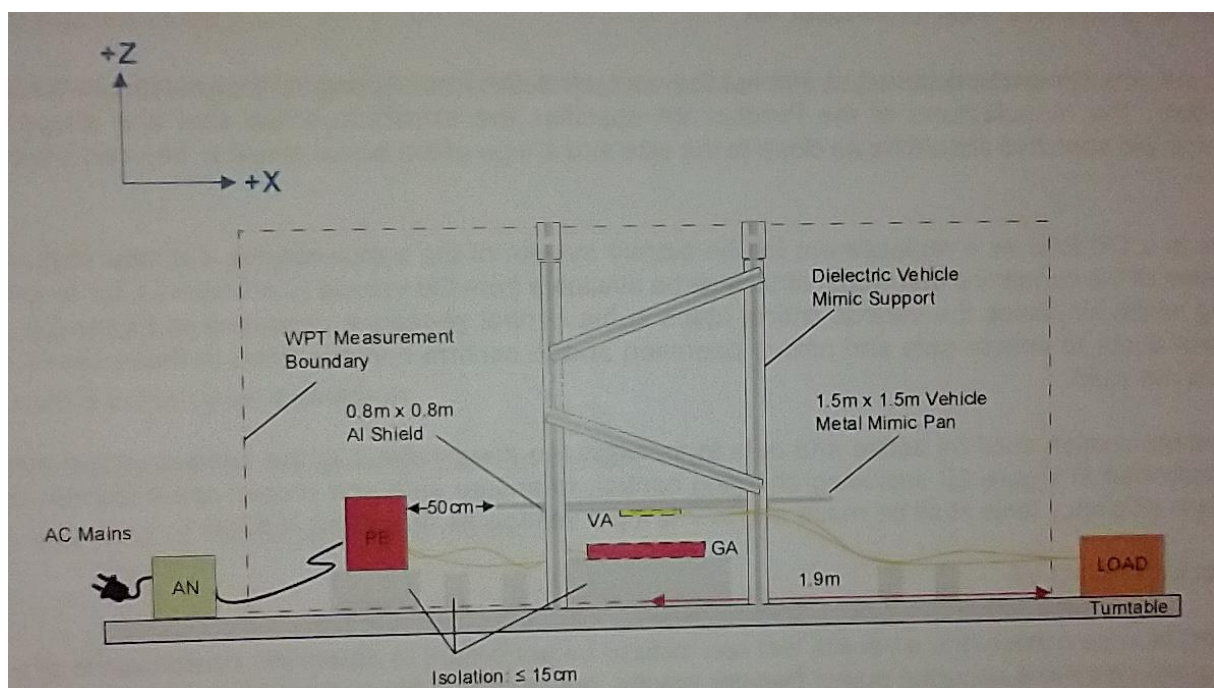 +Z
+X
WPT Measurement
Boundary
Dielectric Vehicle
Mimic Support
0.8m x 0.8m
Al Shield
1.5m x 1.5m Vehicle
Metal Mimic Pan
50cm
AC Mains
VA
GA
AN
1.9m
LOAD
Turntable
Isolation: ≤ 15cm